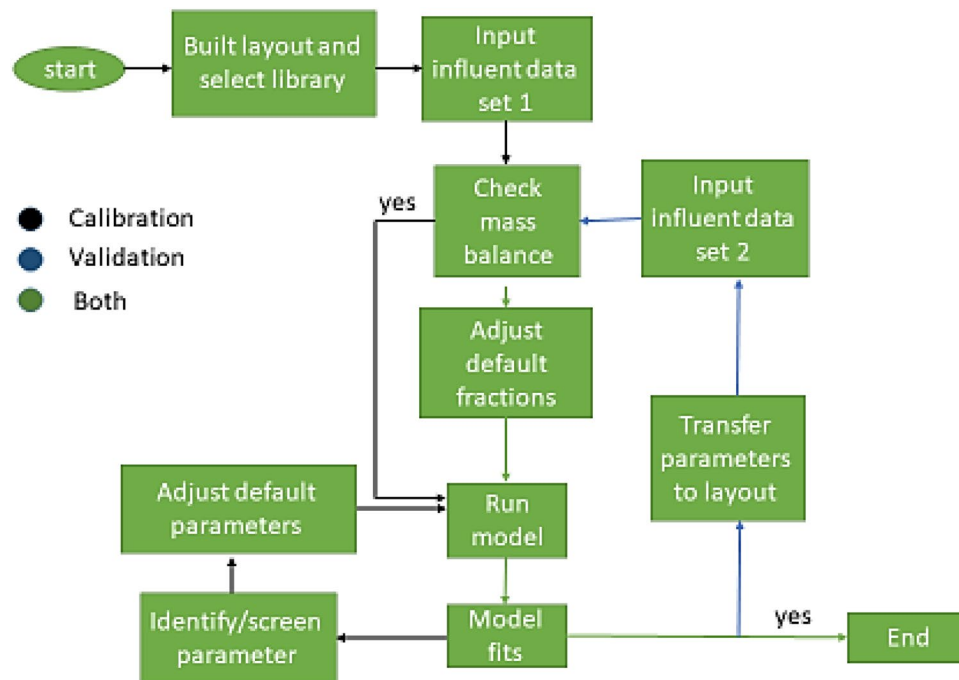 start
Built layout and
select library
Input
influent data
set 1
Calibration
Validation
Both
yes
Check
mass
balance
Input
influent data
set 2
Adjust
default
fractions
Transfer
parameters
to layout
Adjust default
parameters
Run
model
Identify/screen
parameter
Model
fits
yes
End